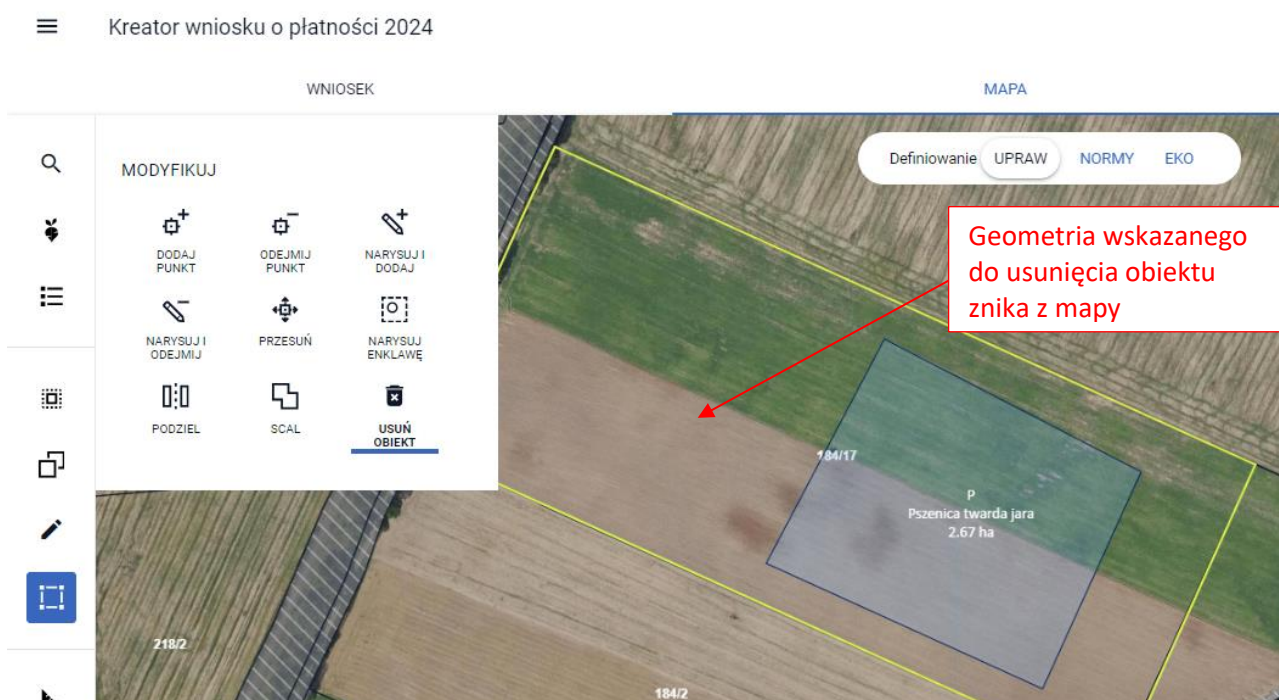 Kreator wniosku o płatności 2024
WNIOSEK
MAPA
MODYFIKUJ
DODAJ
PUNKT
ODEJMIJ
PUNKT
NARYSUJ I
DODAJ
NARYSUJ I
ODEJMIJ
PRZESUŃ
NARYSUJ
ENKLAWĘ
PODZIEL
SCAL
USUŃ
OBIEKT
Definiowanie UPRAW NORMY EKO
Geometria wskazanego
do usunięcia obiektu
znika z mapy
184/17
P
Pszenica twarda jara
2.67 ha
218/2
184/2